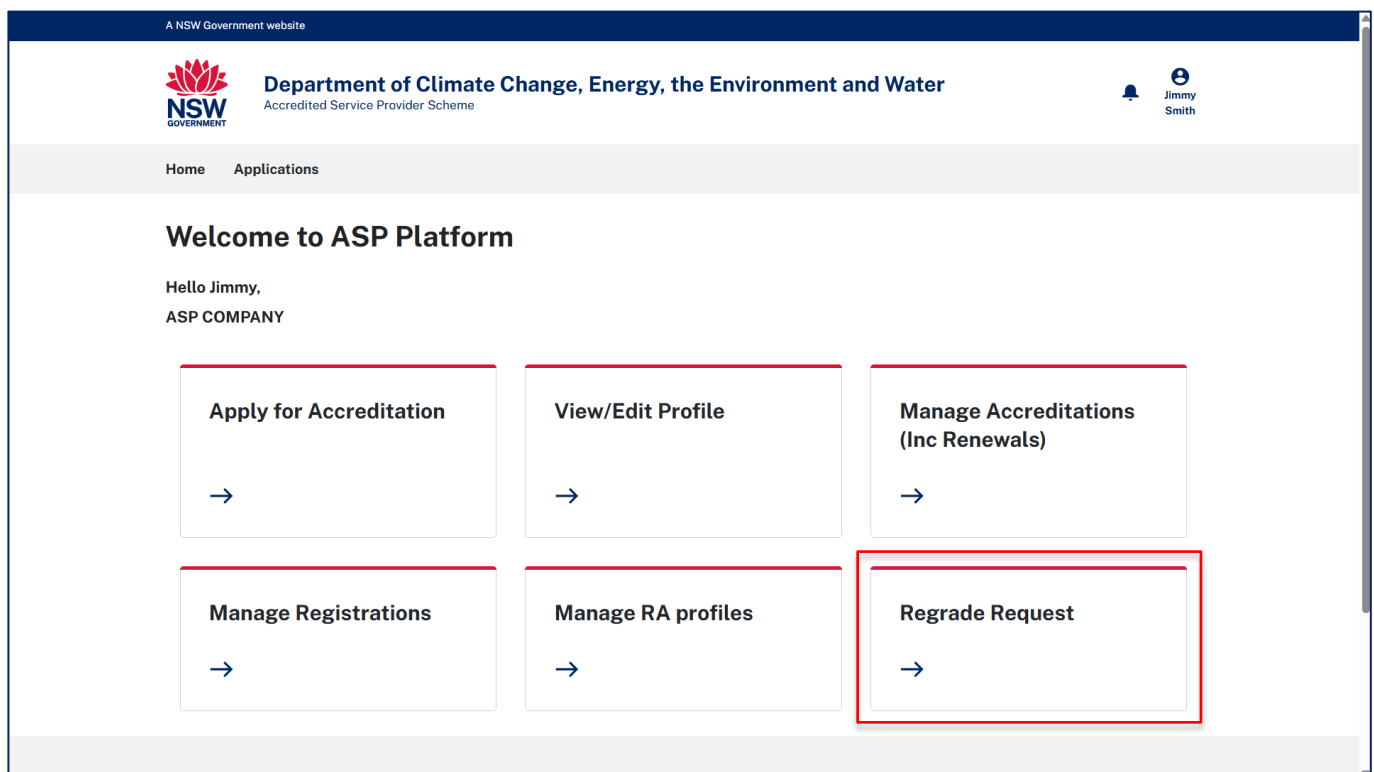 A NSW Government website
Department of Climate Change, Energy, the Environment and Water
Accredited Service Provider Scheme
NSW
GOVERNMENT
Jimmy
Smith
Home Applications
Welcome to ASP Platform
Hello Jimmy,
ASP COMPANY
Apply for Accreditation
View/Edit Profile
Manage Accreditations
(Inc Renewals)
Manage Registrations
Manage RA profiles
Regrade Request